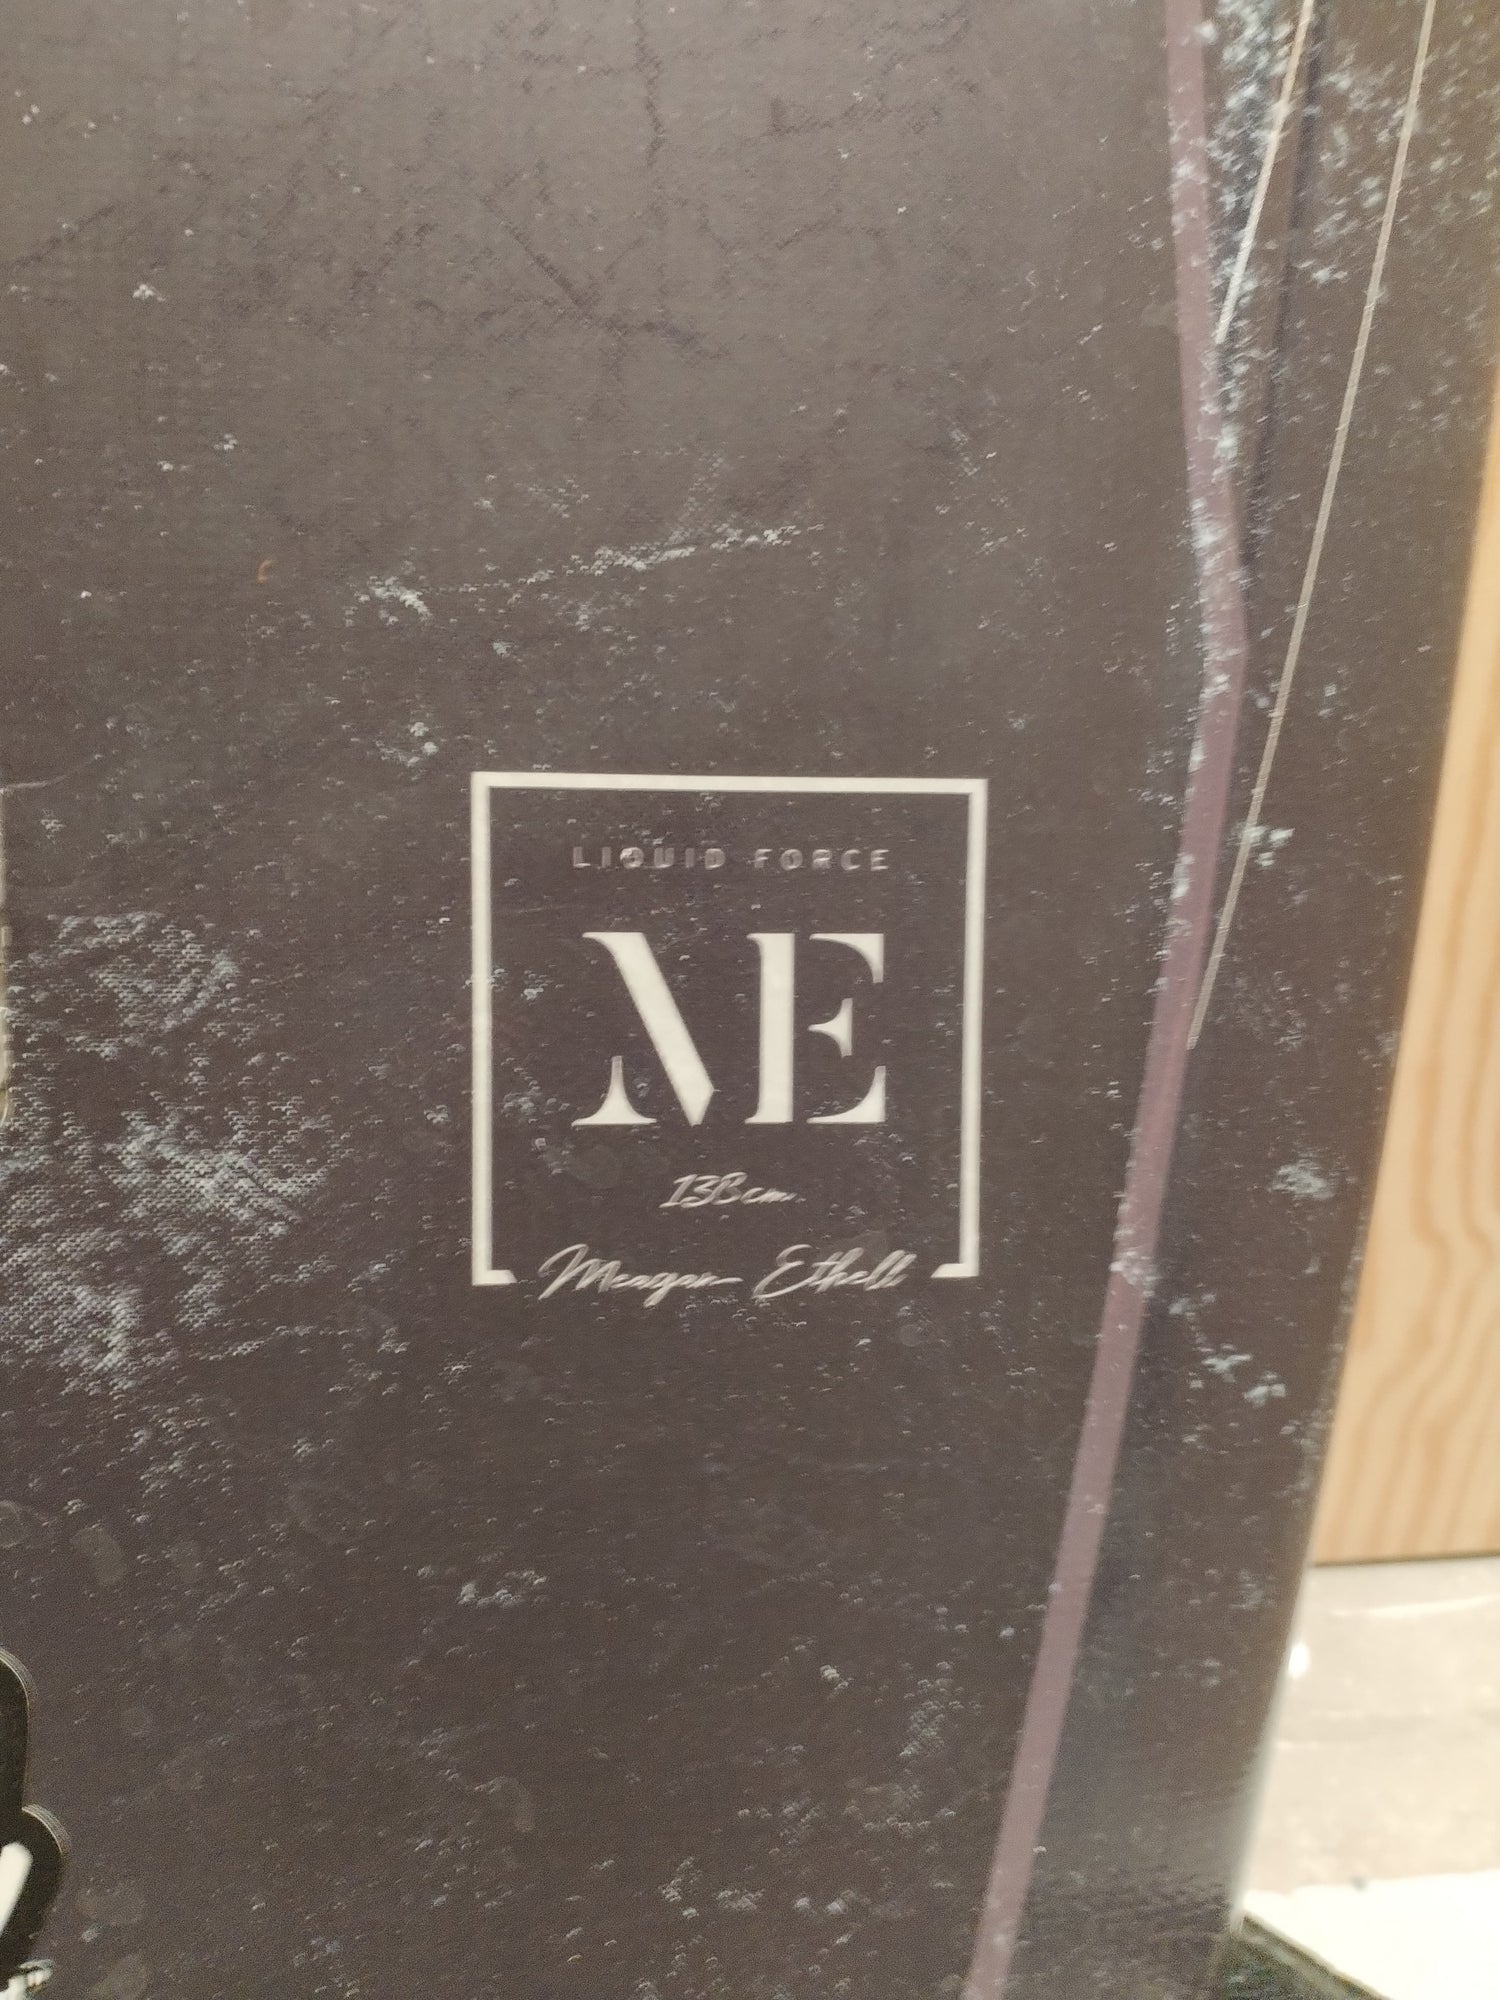 LIQUID FORCE
ME
138cm
Meagan Ethell